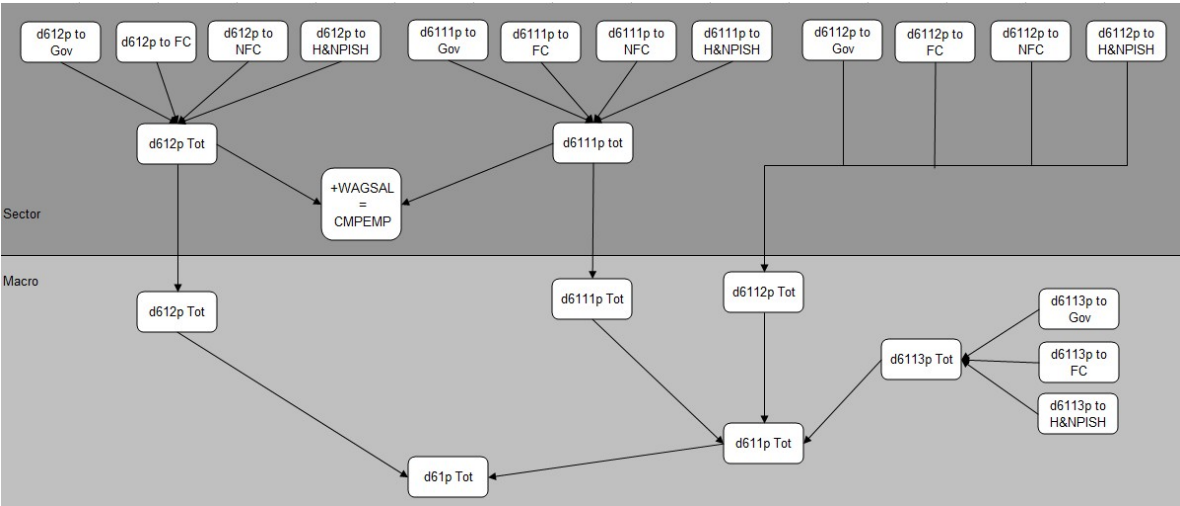 d612p to
Gov
d612p to FC
d612p to
NFC
d612p to
H&NPISH
d6111p to
Gov
d6111p to
FC
d6111p to
NFC
d6111p to
H&NPISH
d6112p to
Gov
d6112p to
FC
d6112p to
NFC
d6112p to
H&NPISH
d612p Tot
d6111p tot
+WAGSAL
=
CMPEMP
Sector
Macro
d612p Tot
d6111p Tot
d6112p Tot
d6113p to
Gov
d6113p Tot
d6113p to
FC
d6113p to
H&NPISH
d611p Tot
d61p Tot